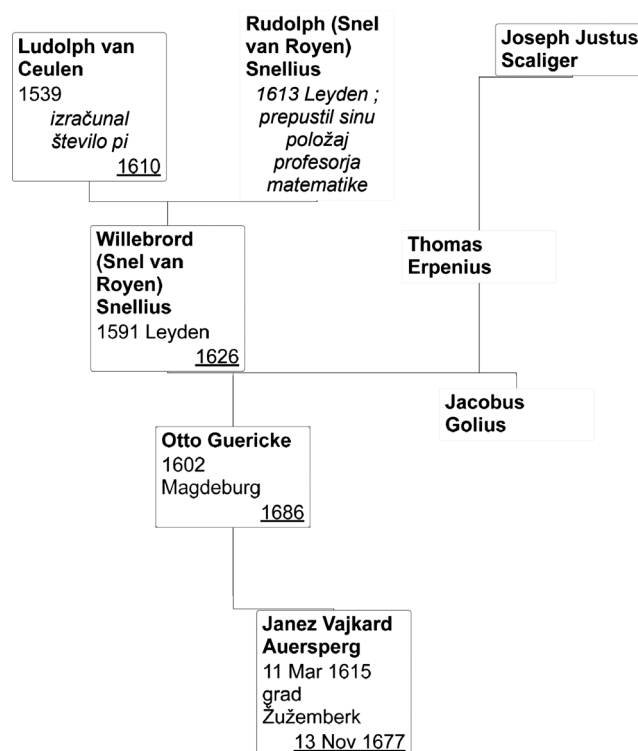 Ludolph van
Ceulen
1539
izračunal
število pi
1610
Rudolph (Snel
van Royen)
Snellius
1613 Leyden ;
prepustil sinu
položaj
profesorja
matematike
Joseph Justus
Scaliger
Willebrord
(Snel van
Royen)
Snellius
1591 Leyden
1626
Thomas
Erpenius
Jacobus
Golius
Otto Guericke
1602
Magdeburg
1686
Janez Vajkard
Auersperg
11 Mar 1615
grad
Žužemberk
13 Nov 1677